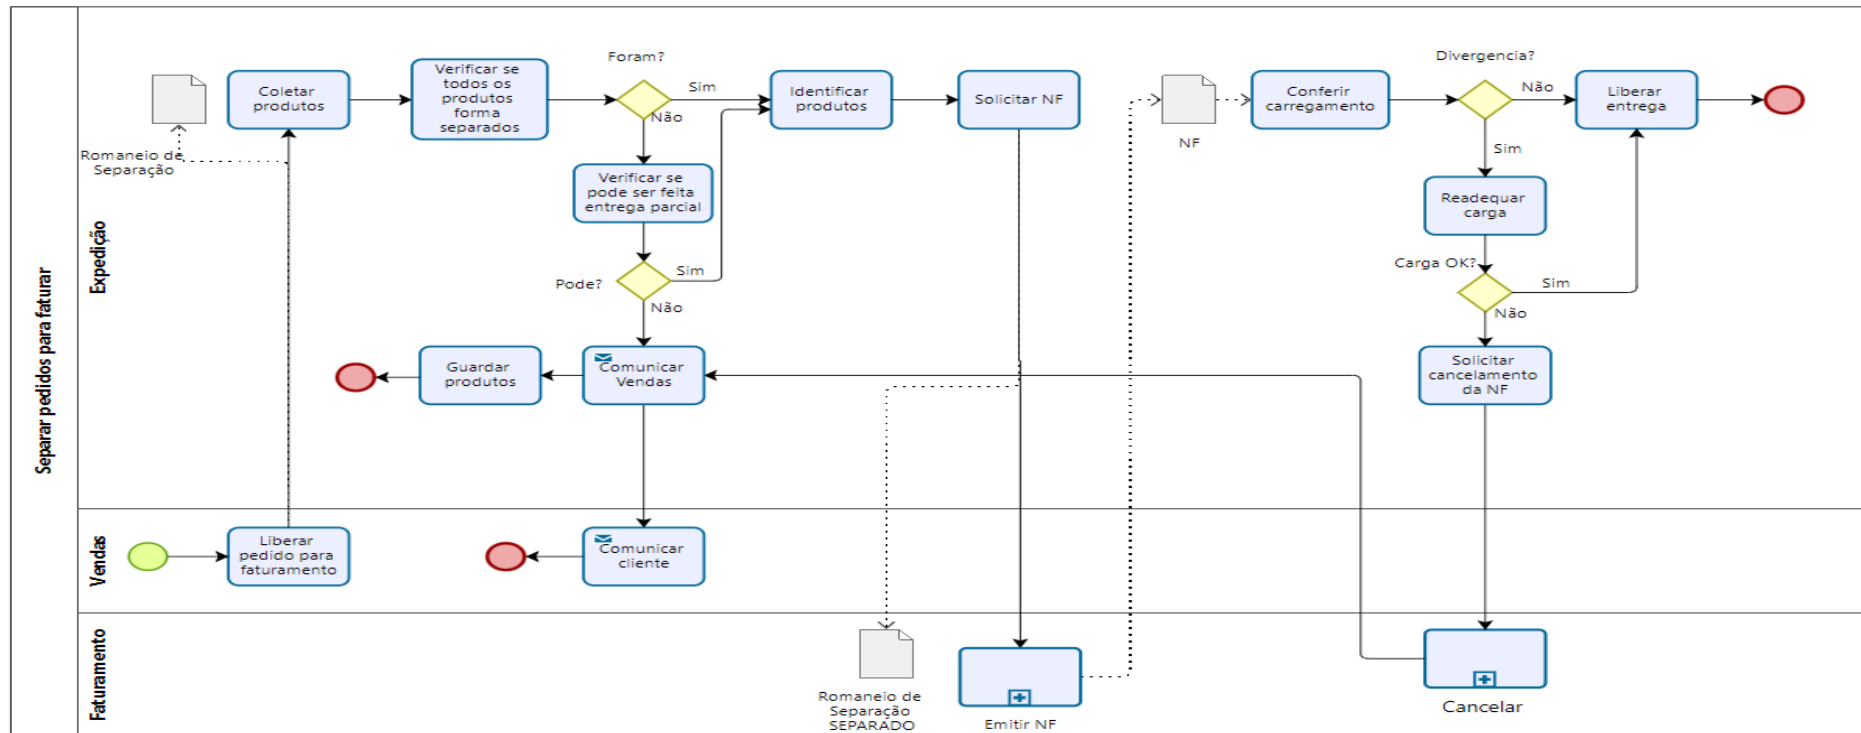 Separar pedidos para faturar
Expedição
Romaneio de
Separação
Coletar
produtos
Verificar se
todos os
produtos
forma
separados
Foram?
Sim
Não
Identificar
produtos
Solicitar NF
Verificar se
pode ser feita
entrega parcial
Pode?
Sim
Não
Guardar
produtos
Comunicar
Vendas
NF
Conferir
carregamento
Divergencia?
Não
Sim
Liberar
entrega
Readequar
carga
Carga OK?
Sim
Não
Solicitar
cancelamento
da NF
Vendas
Liberar
pedido para
faturamento
Comunicar
cliente
Faturamento
Romaneio de
Separação
SEPARADO
Emitir NF
Cancelar